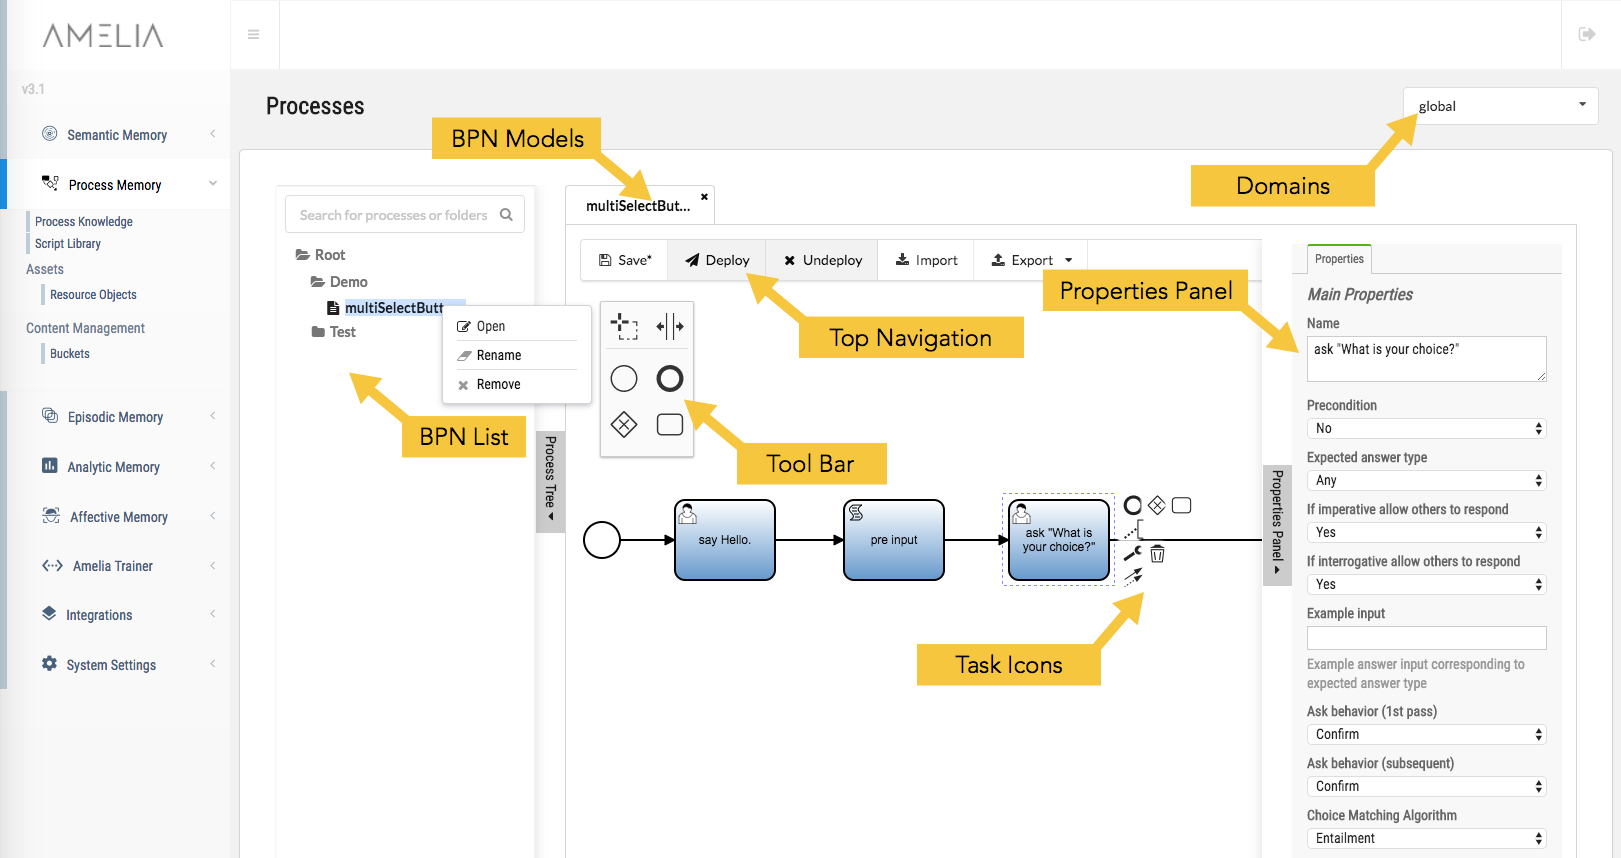 AMELIA
v3.1
Semantic Memory
Process Memory
Process Knowledge
Script Library
Assets
Resource Objects
Content Management
Buckets
Episodic Memory
Analytic Memory
Affective Memory
Amelia Trainer
Integrations
System Settings
Processes
global
BPN Models
Domains
Search for processes or folders
Root
Demo
multiSelectButt
Test
Open
Rename
Remove
BPN List
Process Tree
multiSelectBut...
Save*
Deploy
Undeploy
Import
Export
Top Navigation
Tool Bar
say Hello.
pre input
ask "What is
your choice?"
Task Icons
Properties Panel
Properties Panel
Properties
Main Properties
Name
ask "What is your choice?"
Precondition
No
Expected answer type
Any
If imperative allow others to respond
Yes
If interrogative allow others to respond
Yes
Example input
Example answer input corresponding to
expected answer type
Ask behavior (1st pass)
Confirm
Ask behavior (subsequent)
Confirm
Choice Matching Algorithm
Entailment